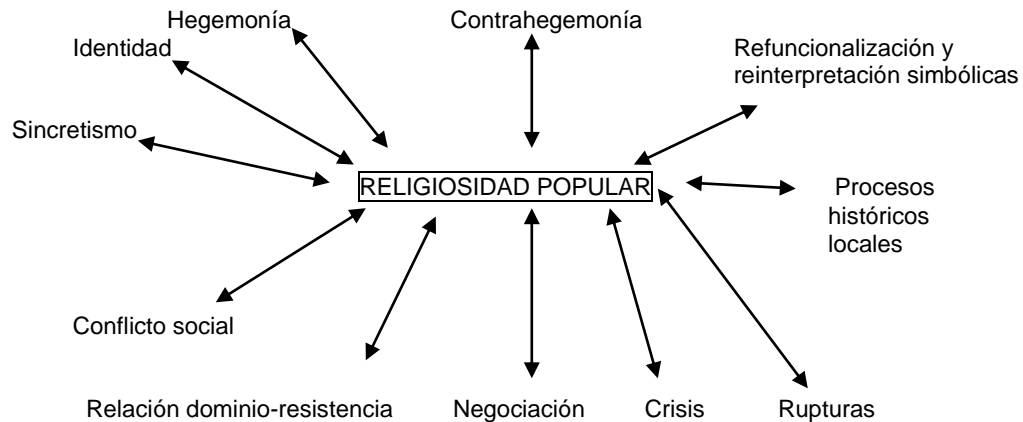 Hegemonía
Contrahegemonía
Identidad
Refuncionalización y
reinterpretación simbólicas
Sincretismo
RELIGIOSIDAD POPULAR
Procesos
históricos
locales
Conflicto social
Relación dominio-resistencia
Negociación
Crisis
Rupturas